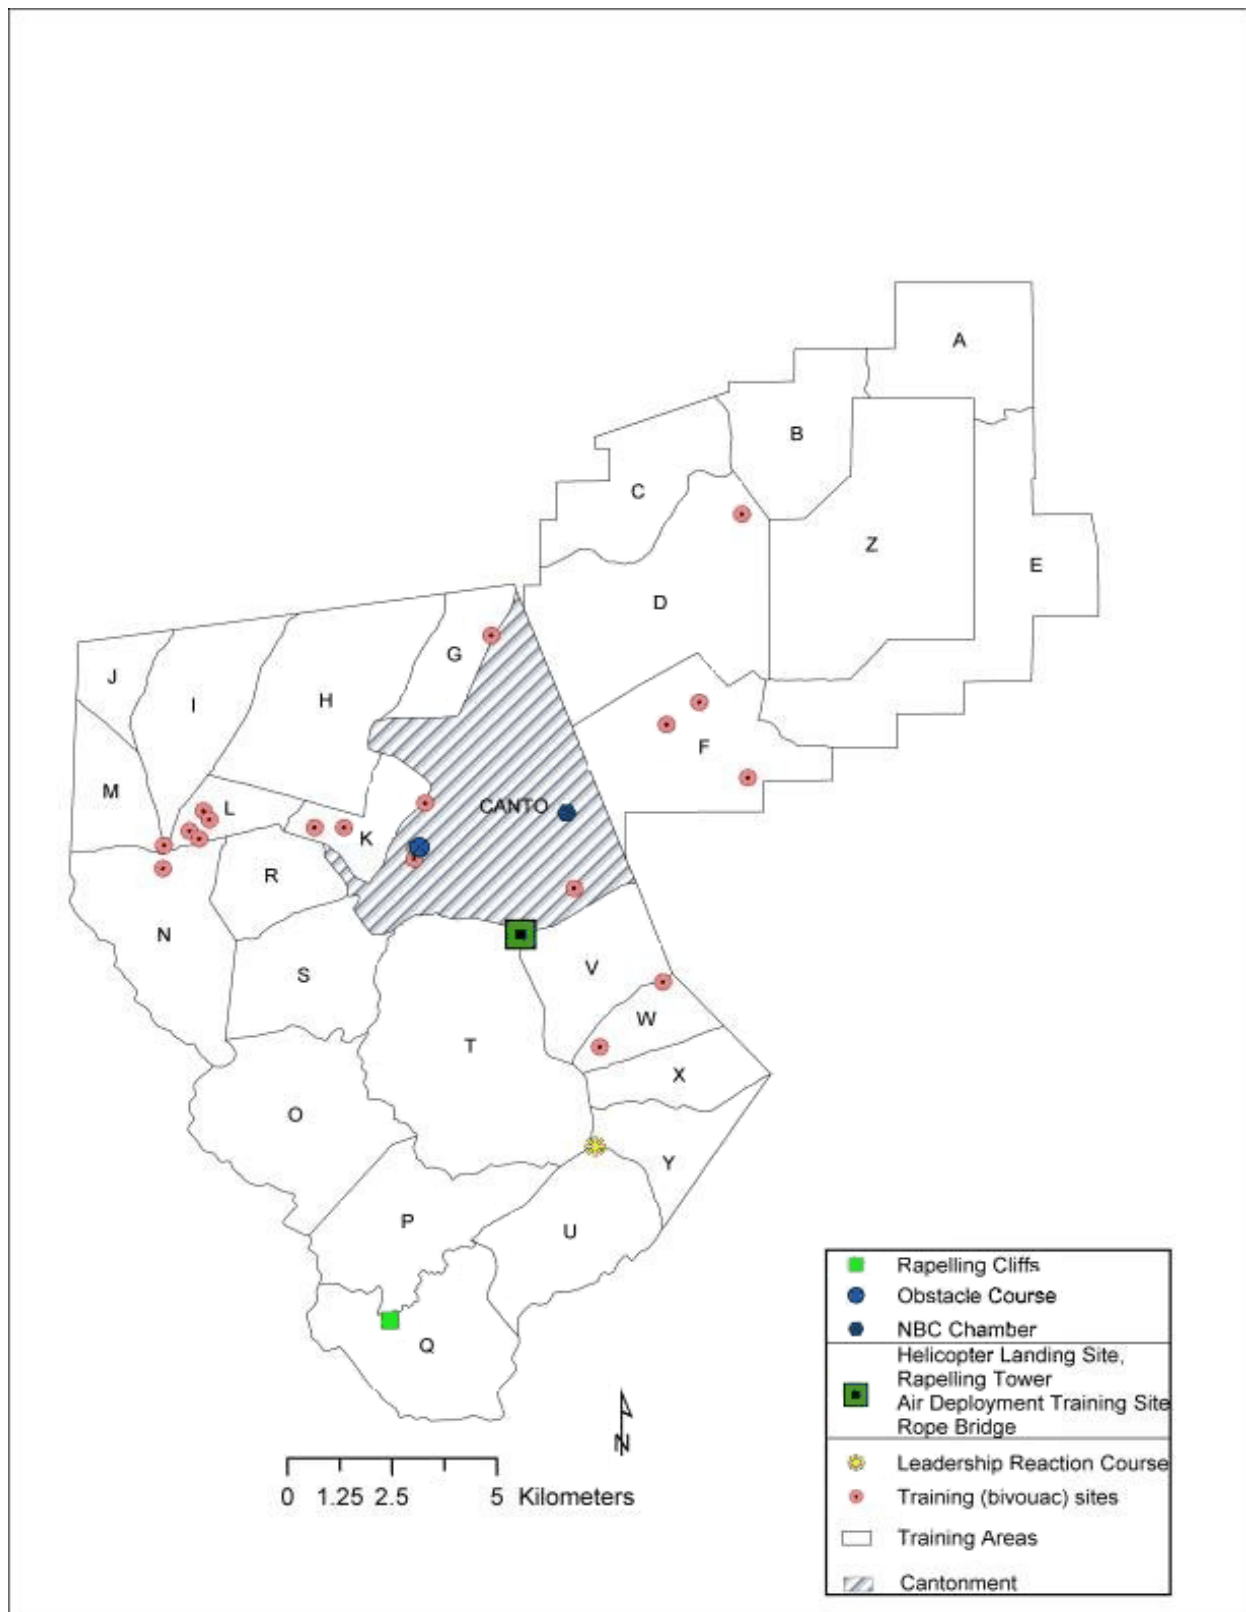 A
B
C
Z
E
D
G
J
I
H
F
M
L
CANTO
K
R
N
S
V
W
T
X
O
Y
P
U
Q
N
0 1.25 2.5 5 Kilometers
Rapelling Cliffs
Obstacle Course
NBC Chamber
Helicopter Landing Site,
Rapelling Tower
Air Deployment Training Site
Rope Bridge
Leadership Reaction Course
Training (bivouac) sites
Training Areas
Cantonment